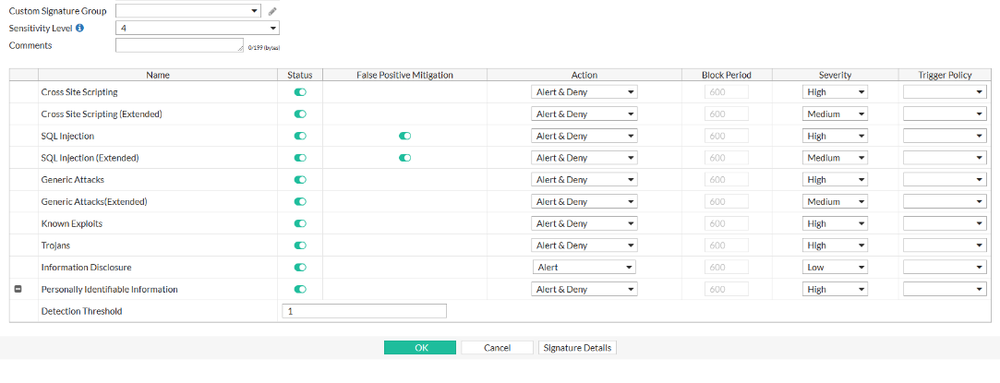 Custom Signature Group
Sensitivity Level 4
Comments 0/199 (bytes)
Name Status False Positive Mitigation Action Block Period Severity Trigger Policy
Cross Site Scripting Alert & Deny 600 High
Cross Site Scripting (Extended) Alert & Deny 600 Medium
SQL Injection Alert & Deny 600 High
SQL Injection (Extended) Alert & Deny 600 Medium
Generic Attacks Alert & Deny 600 High
Generic Attacks(Extended) Alert & Deny 600 Medium
Known Exploits Alert & Deny 600 High
Trojans Alert & Deny 600 High
Information Disclosure Alert 600 Low
Personally Identifiable Information Alert & Deny 600 High
Detection Threshold 1
OK Cancel Signature Details